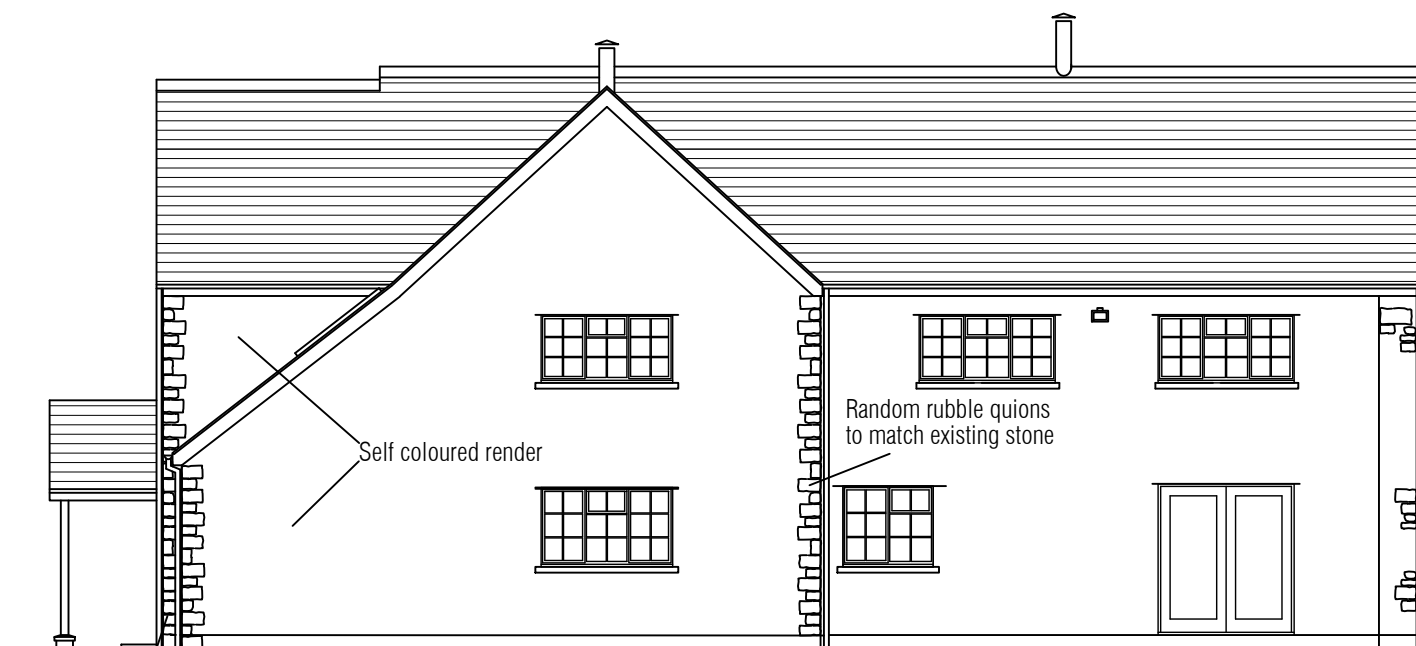 Random rubble quions
to match existing stone
Self coloured render